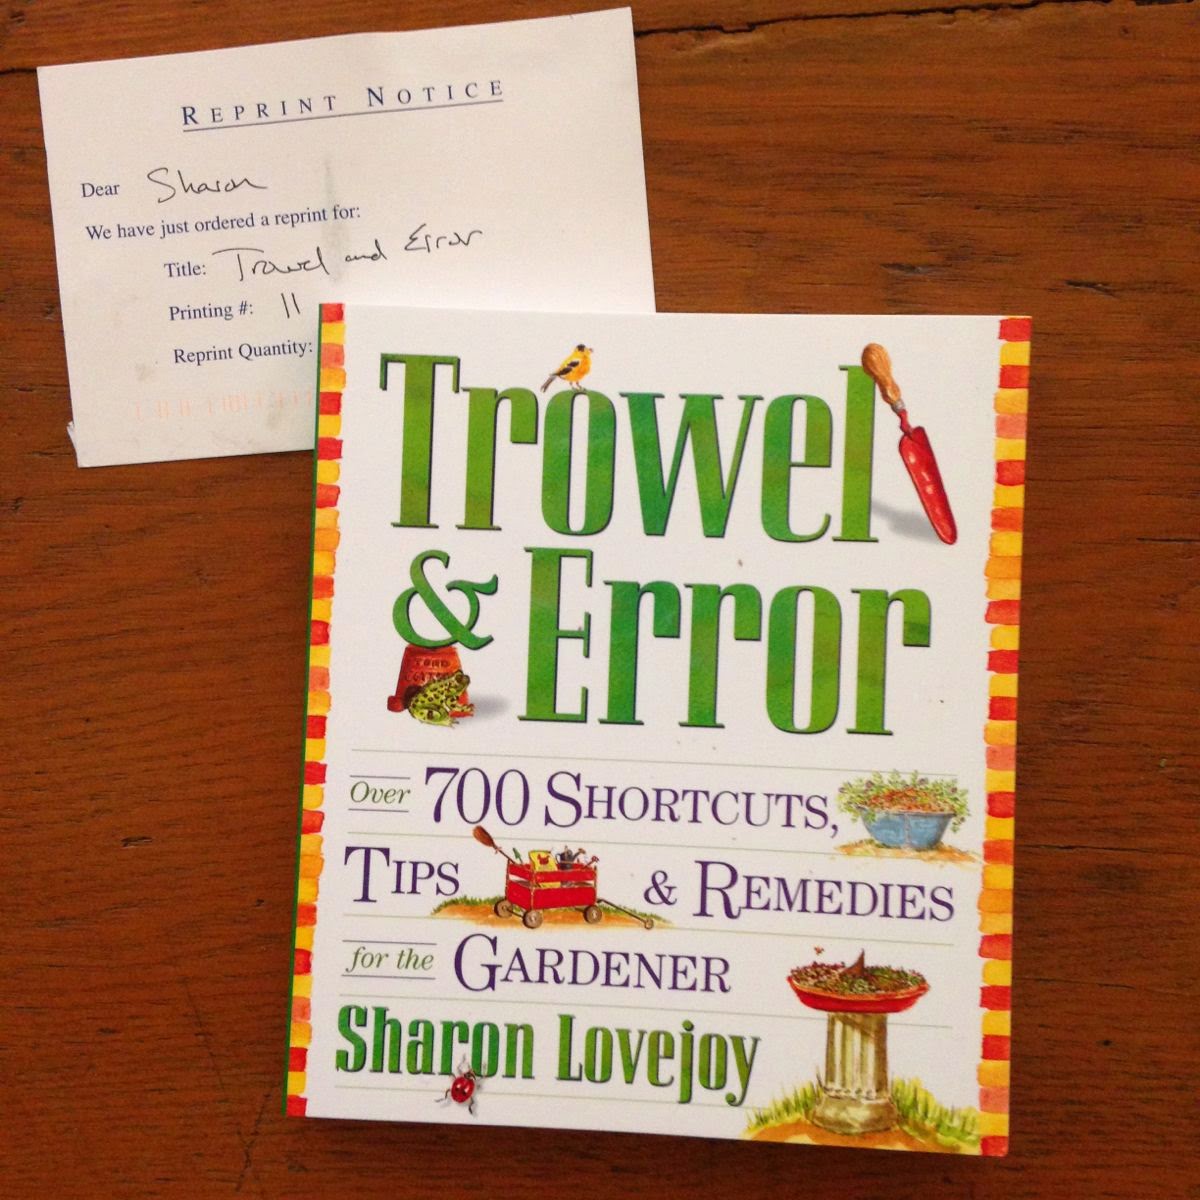 REPRINT NOTICE
Dear Sharon
We have just ordered a reprint for:
Title: Trowel and Error
Printing #: 11
Reprint Quantity:
Trowel
& Error
TOAD
Over 700 SHORTCUTS,
TIPS & REMEDIES
for the GARDENER
Sharon Lovejoy